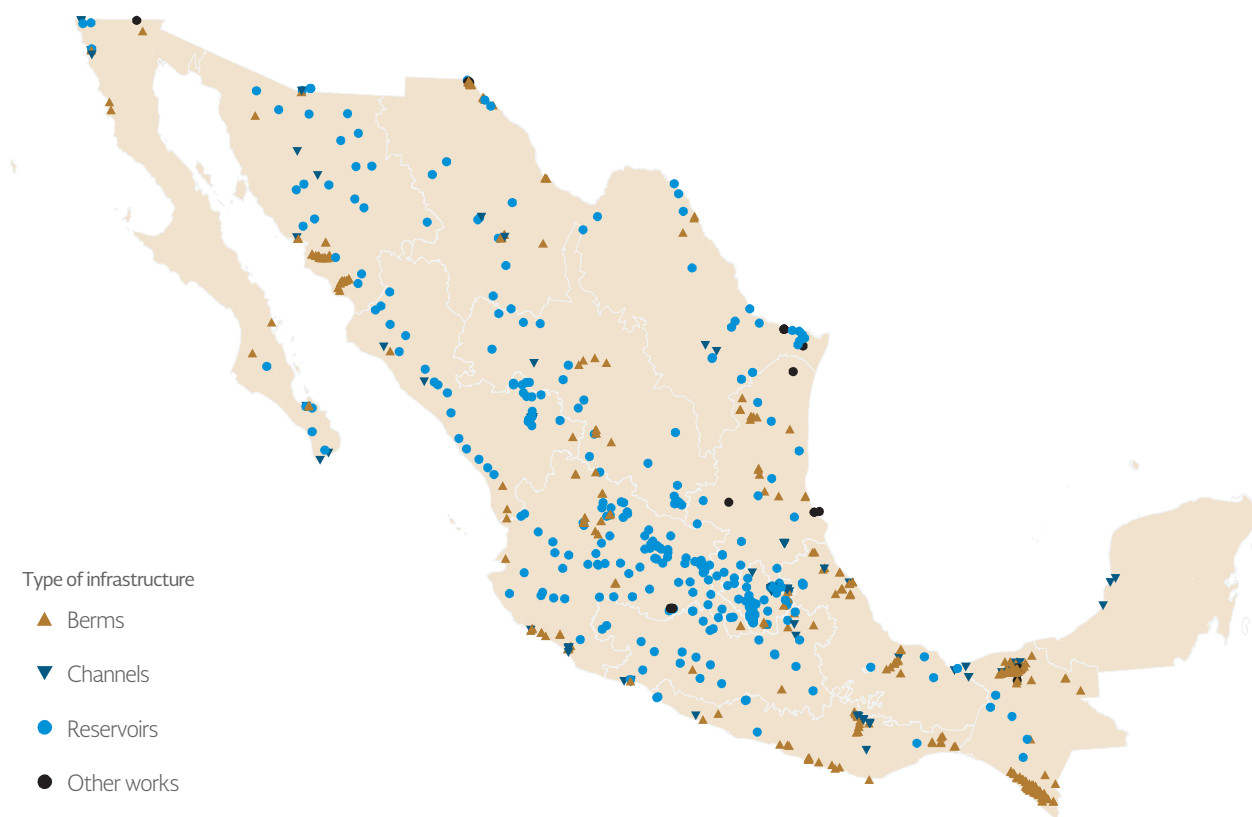 Type of infrastructure
Berms
Channels
Reservoirs
Other works